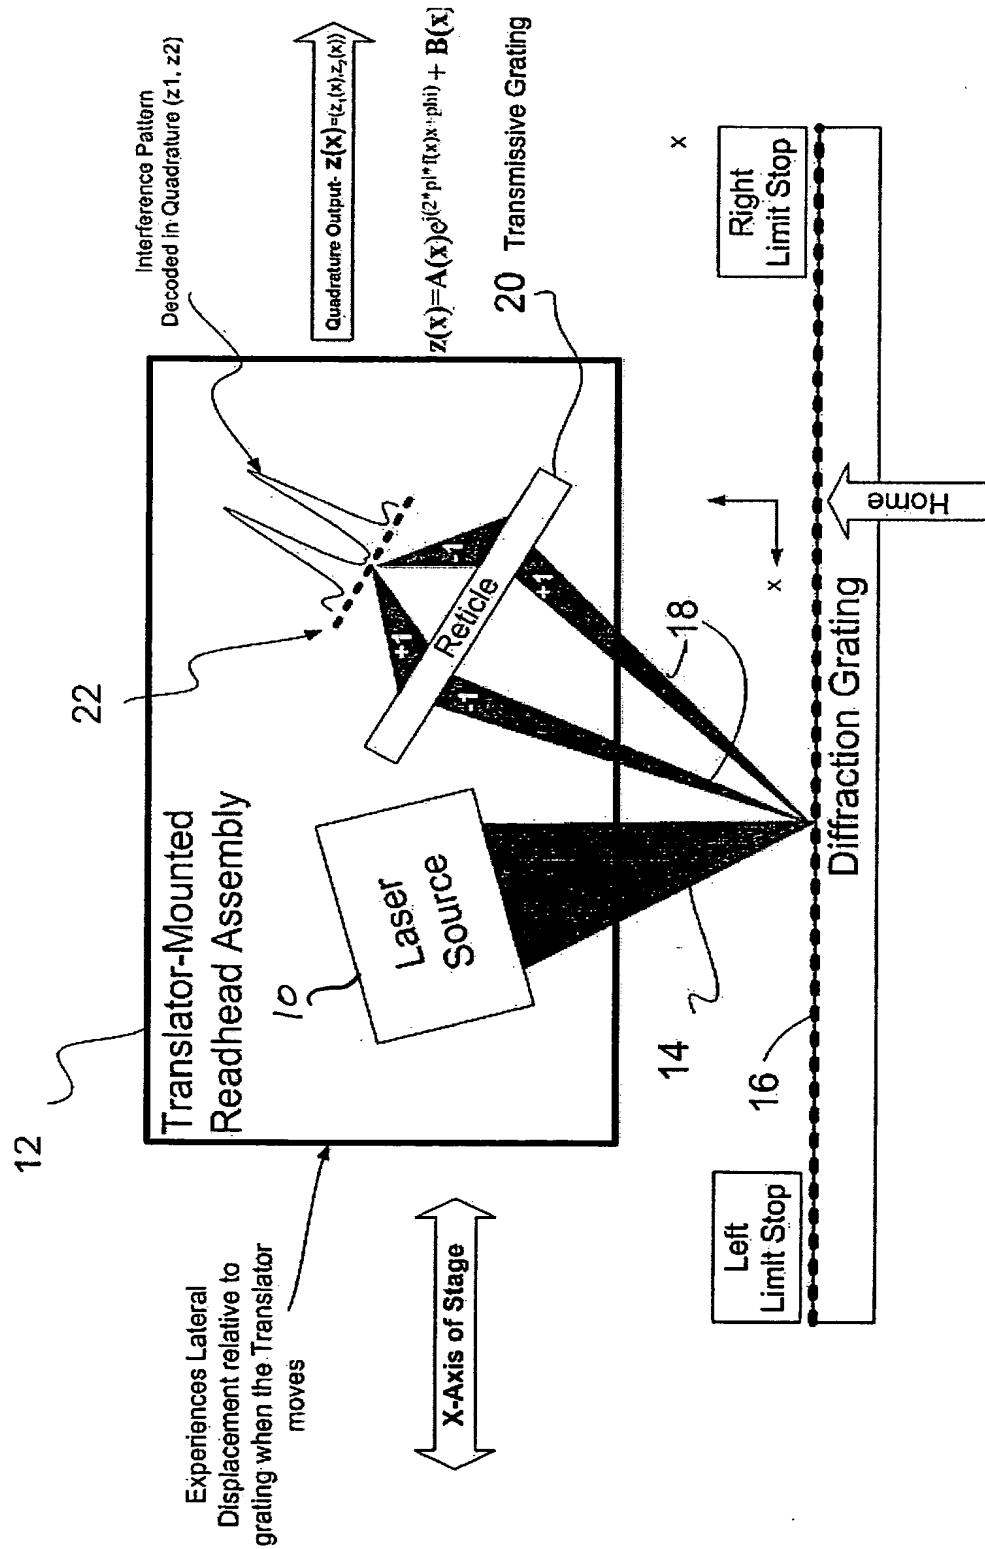 12
Translator-Mounted
Readhead Assembly
10
Laser
Source
Experiences Lateral
Displacement relative to
grating when the Translator
moves
X-Axis of Stage
22
Interference Pattern
Decoded in Quadrature (z1, z2)
Quadrature Output- z(x)=(z₁(x),z₂(x))
z(x)=A(x)e^j(2*pi*f(x)x+phi) + B(x)
20 Transmissive Grating
+1
-1
-1
+1
Reticle
18
14
16
Left
Limit Stop
Right
Limit Stop
x
x
Diffraction Grating
Home